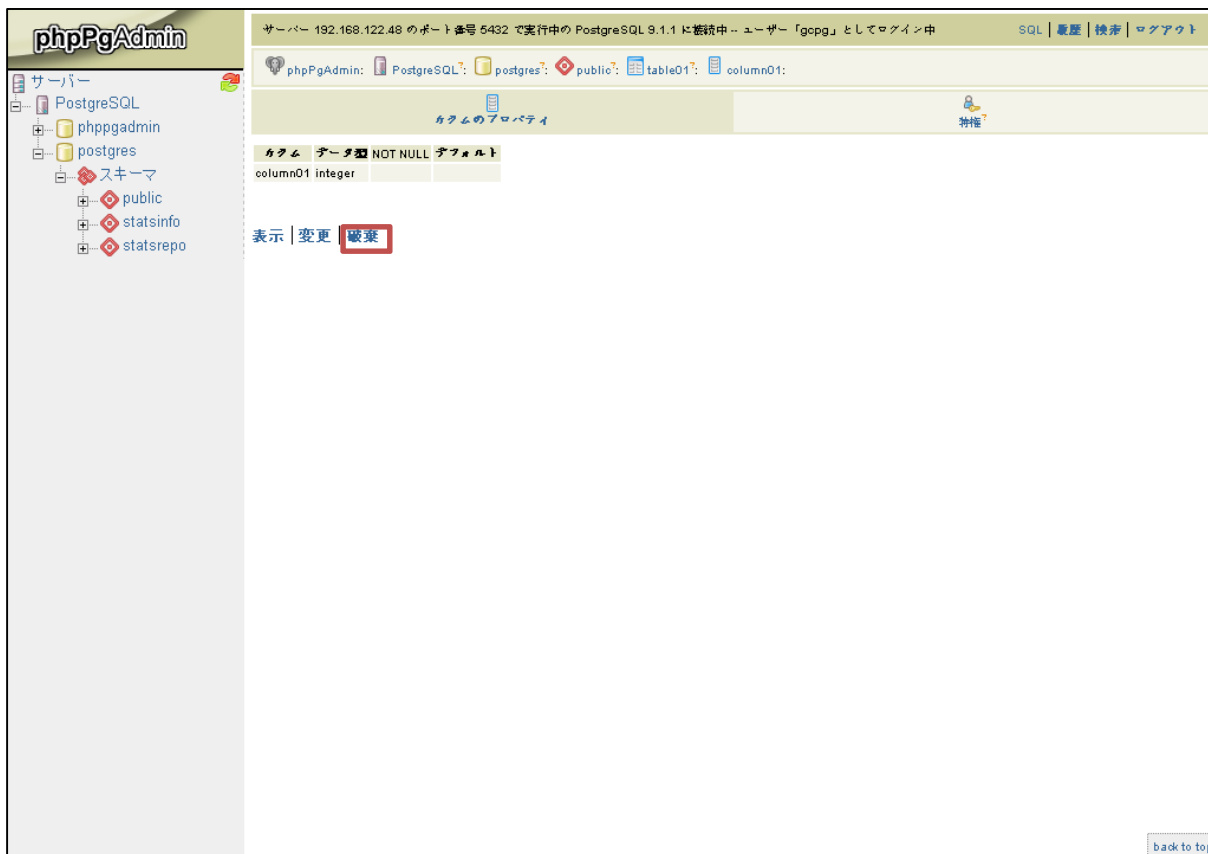 phpPgAdmin
サーバー 192.168.122.48 のポート番号 5432 で実行中の PostgreSQL 9.1.1 に接続中 -- ユーザー「gopg」としてログイン中
SQL | 履歴 | 検索 | ログアウト
phpPgAdmin: PostgreSQL?: postgres?: public?: table01?: column01:
カラムのプロパティ
特権?
サーバー
PostgreSQL
phppgadmin
postgres
スキーマ
public
statsinfo
statsrepo
カラム データ型 NOT NULL デフォルト
column01 integer
表示 | 変更 | 破棄
back to top